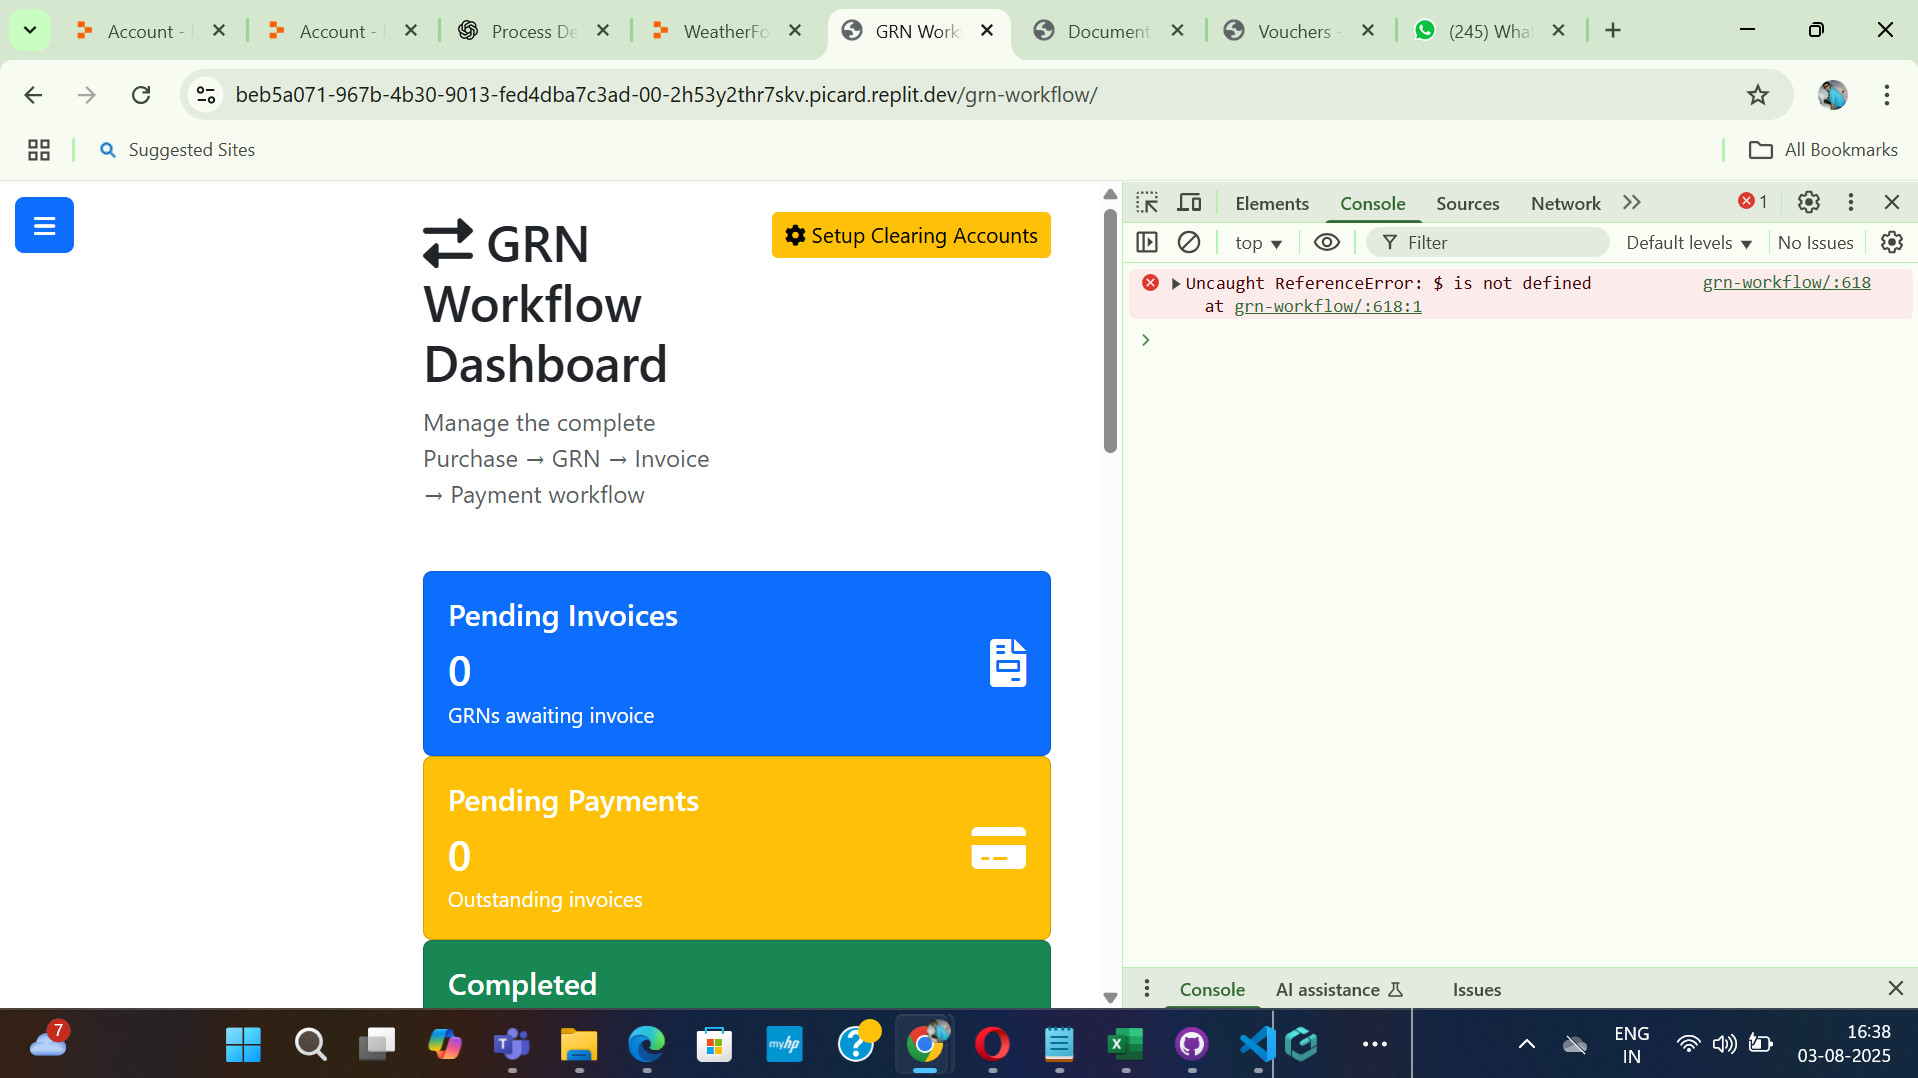 Account -
Account -
Process De
WeatherFo
GRN Work
Document
Vouchers -
(245) What
beb5a071-967b-4b30-9013-fed4dba7c3ad-00-2h53y2thr7skv.picard.replit.dev/grn-workflow/
Suggested Sites
All Bookmarks
GRN
Workflow
Dashboard
Setup Clearing Accounts
Manage the complete
Purchase → GRN → Invoice
→ Payment workflow
Pending Invoices
0
GRNs awaiting invoice
Pending Payments
0
Outstanding invoices
Completed
Elements Console Sources Network 1
top Filter Default levels No Issues
Uncaught ReferenceError: $ is not defined grn-workflow/:618
at grn-workflow/:618:1
Console AI assistance Issues
7
myhp
ENG
IN
16:38
03-08-2025